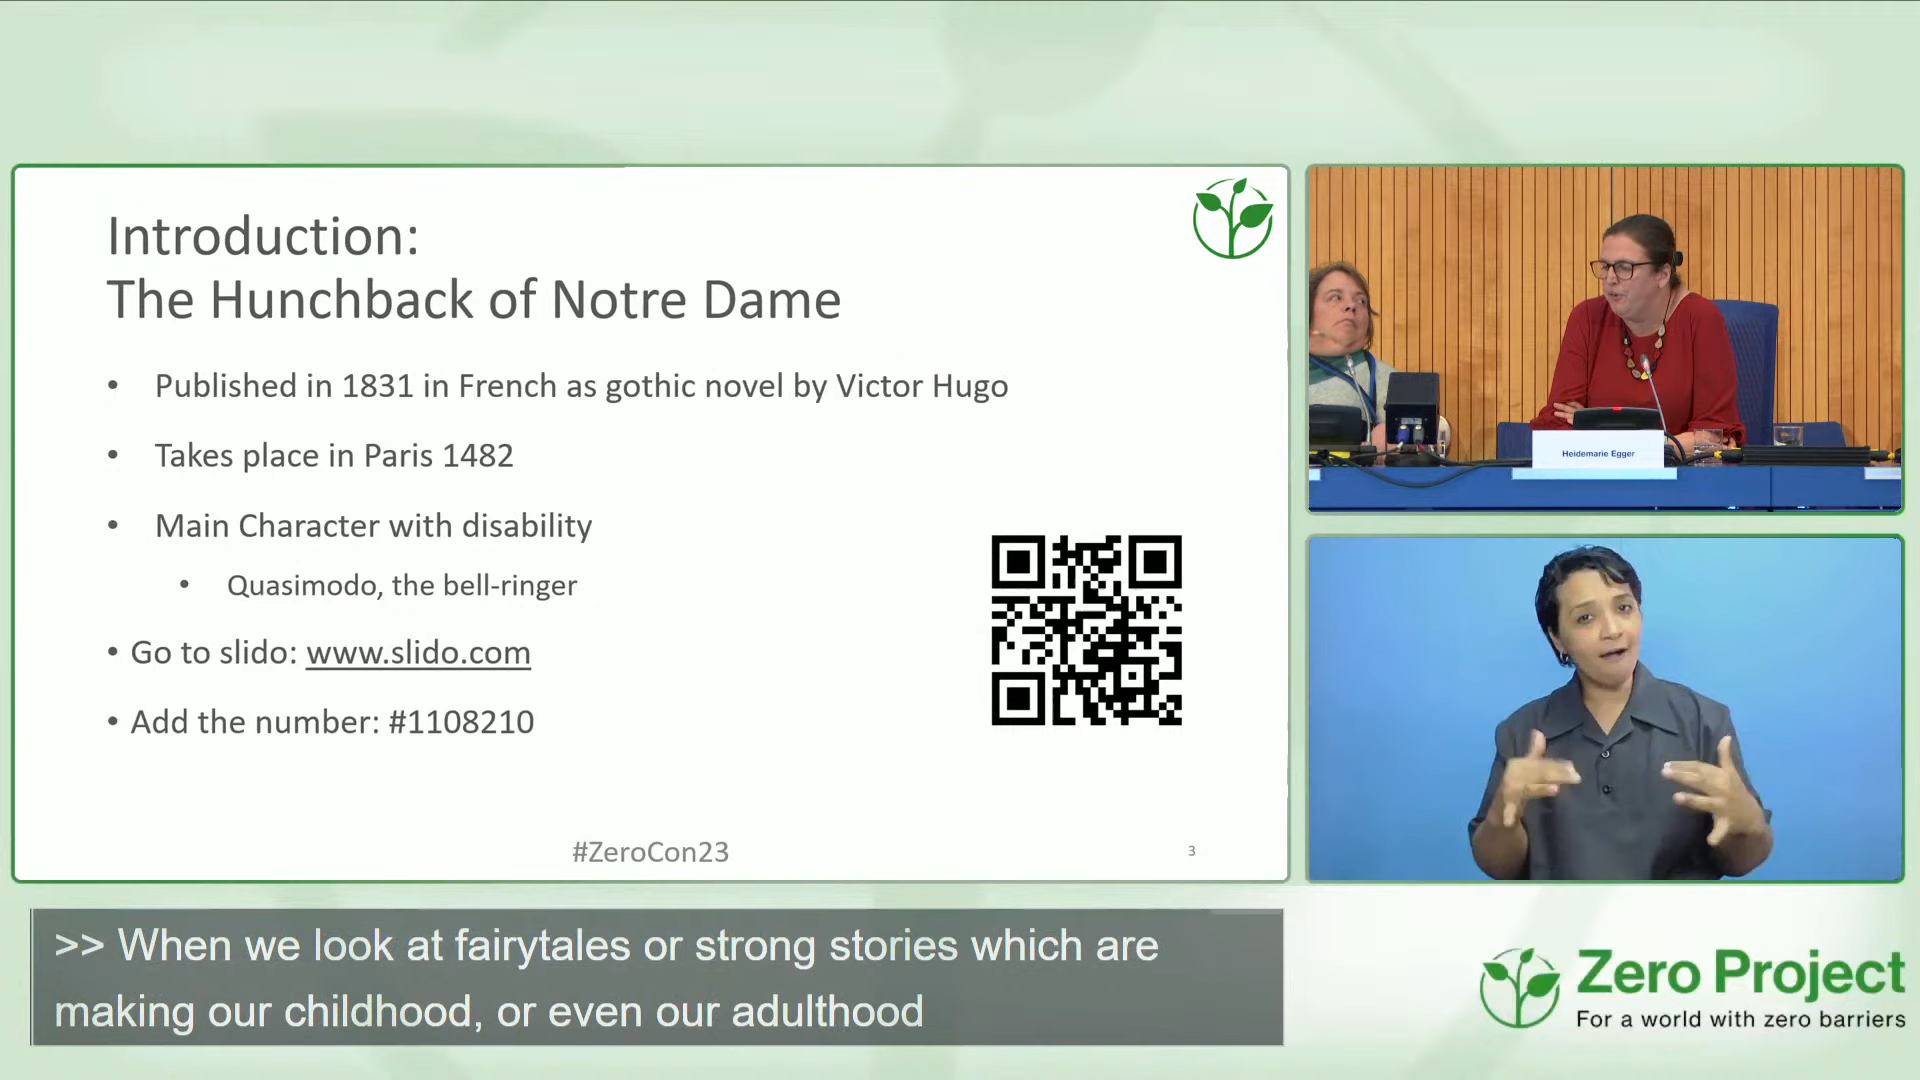 Introduction:
The Hunchback of Notre Dame
• Published in 1831 in French as gothic novel by Victor Hugo
• Takes place in Paris 1482
• Main Character with disability
• Quasimodo, the bell-ringer
• Go to slido: www.slido.com
• Add the number: #1108210
#ZeroCon23
3
Heidemarie Egger
>> When we look at fairytales or strong stories which are
making our childhood, or even our adulthood
Zero Project
For a world with zero barriers